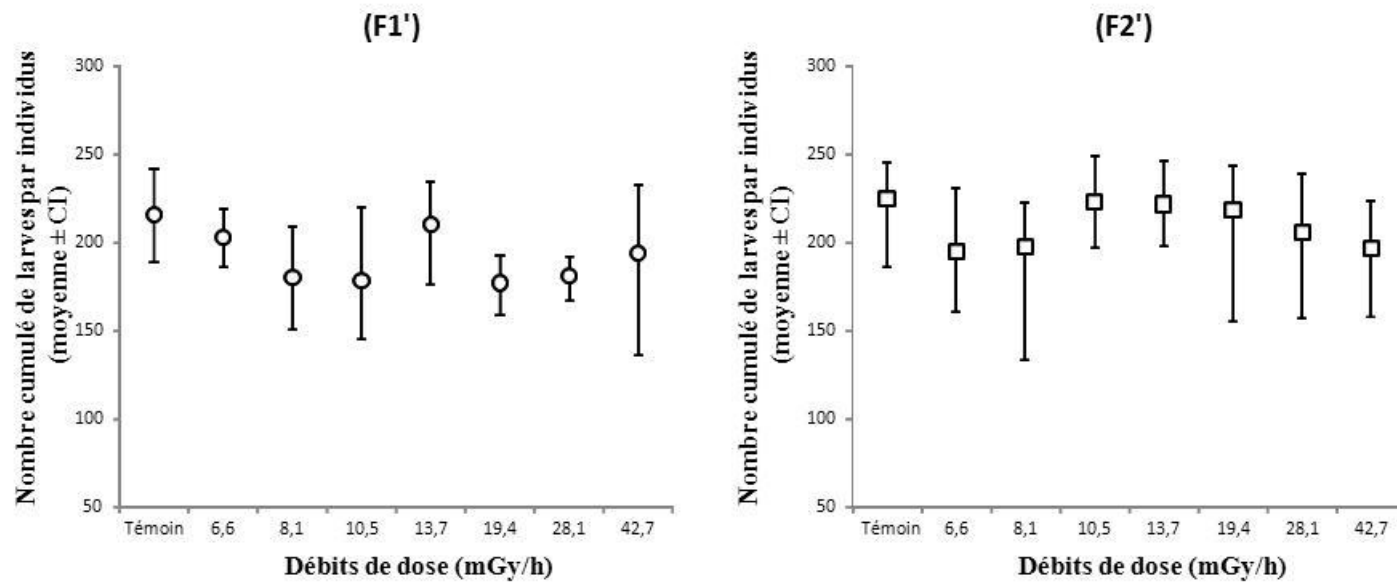 (F1')
Nombre cumulé de larves par individus
(moyenne ± CI)
300
250
200
150
100
50
Témoin 6,6 8,1 10,5 13,7 19,4 28,1 42,7
Débits de dose (mGy/h)
(F2')
Nombre cumulé de larves par individus
(moyenne ± CI)
300
250
200
150
100
50
Témoin 6,6 8,1 10,5 13,7 19,4 28,1 42,7
Débits de dose (mGy/h)